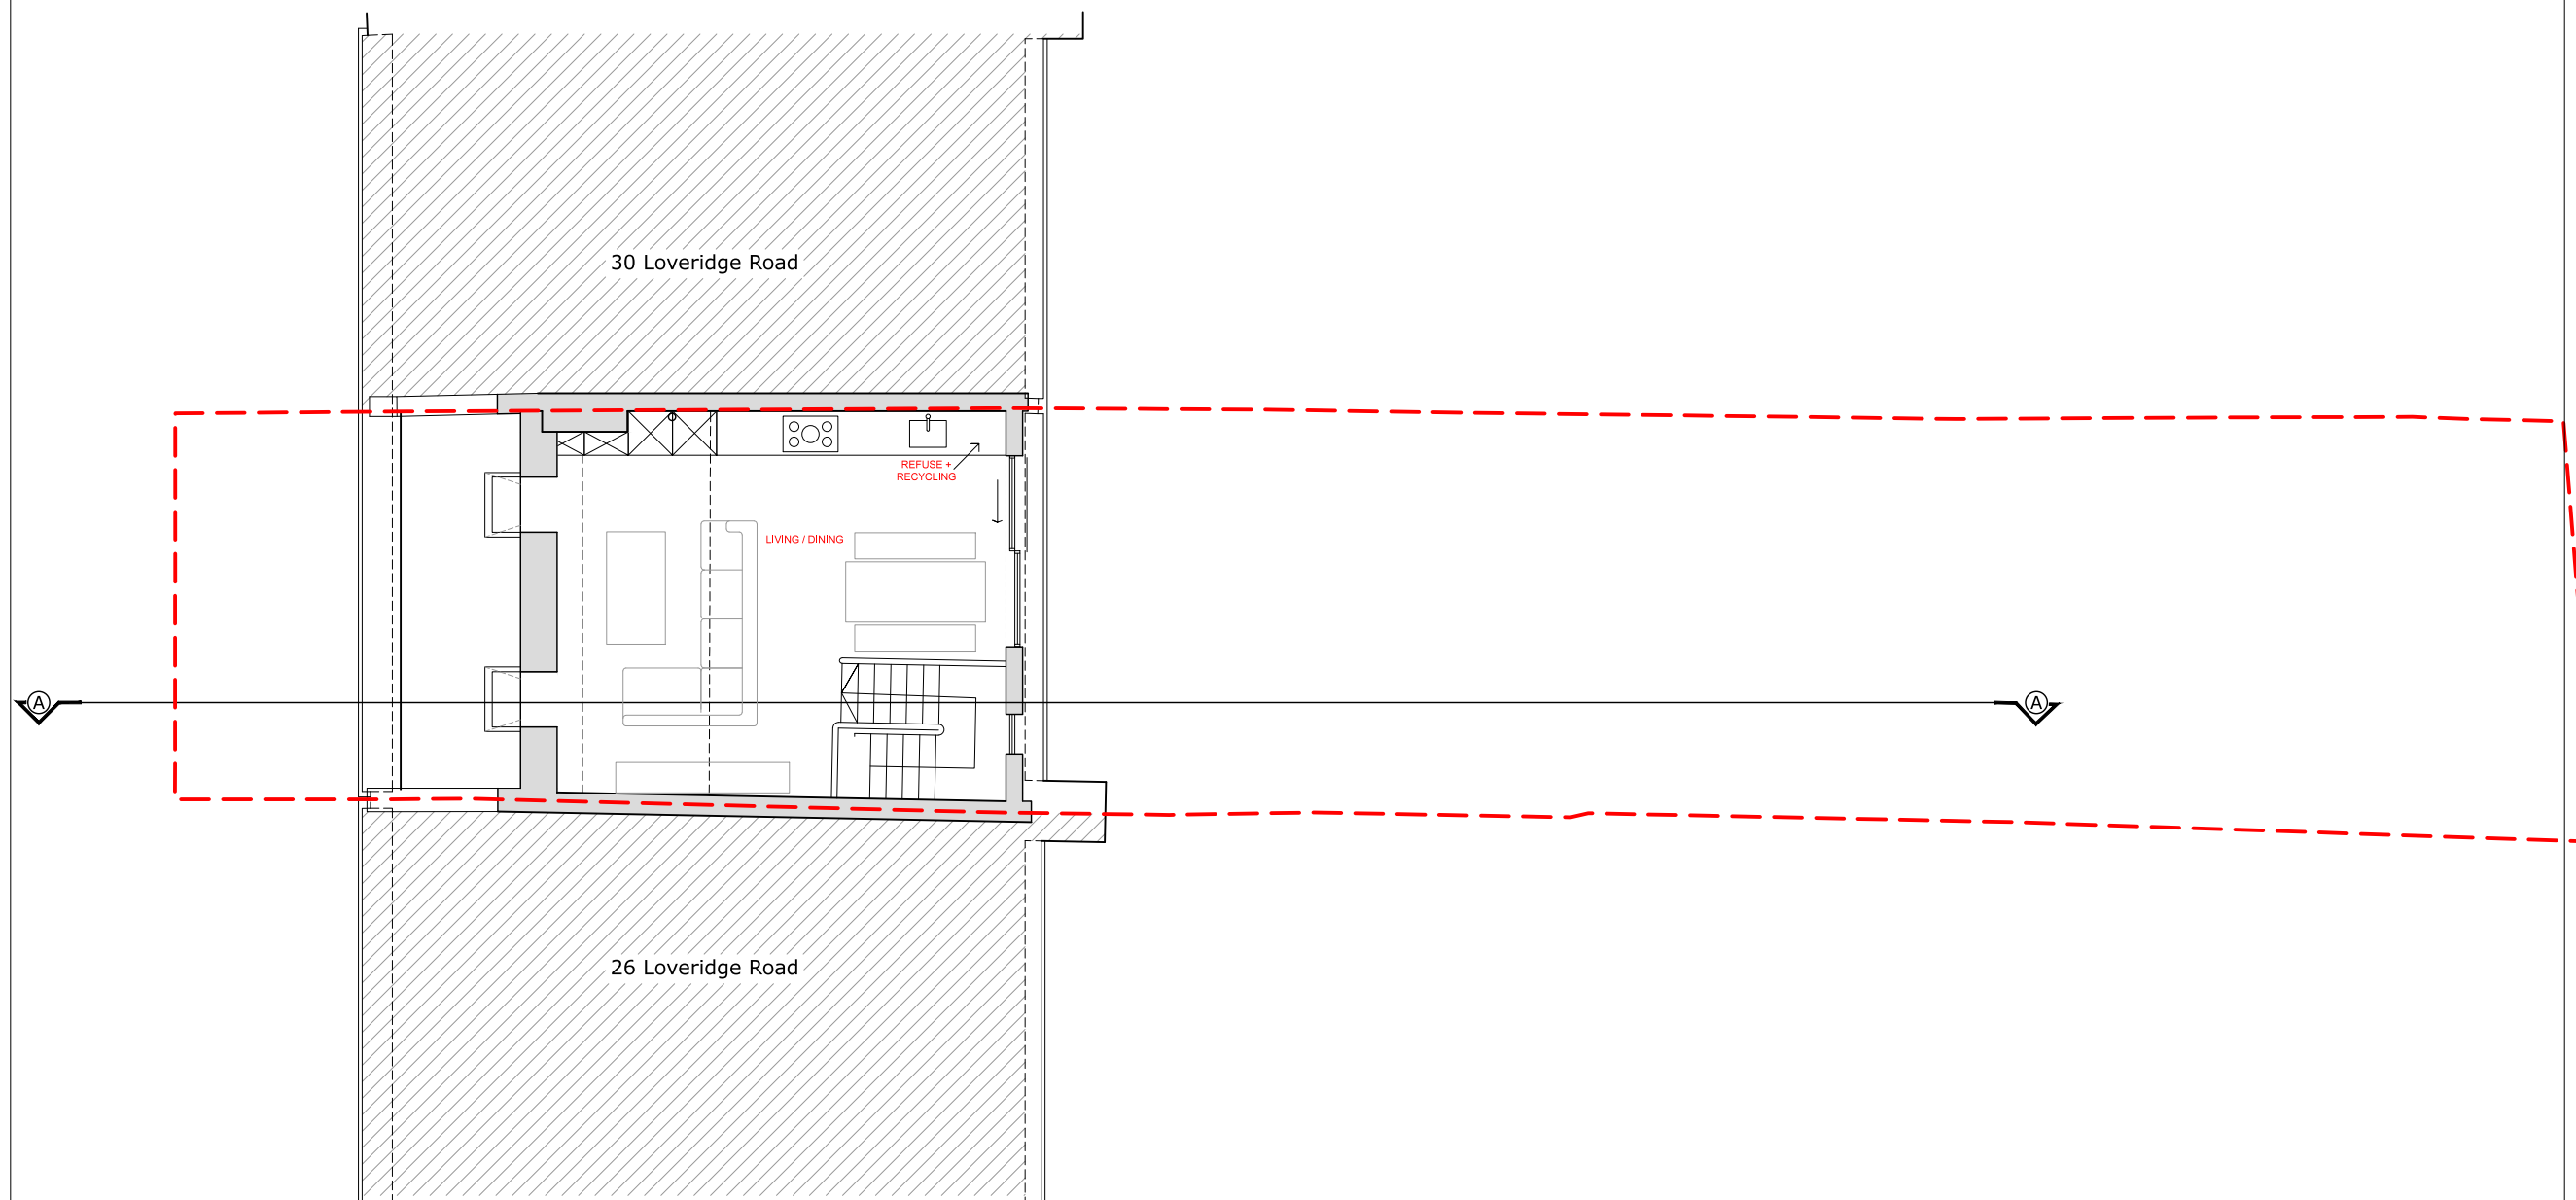 30 Loveridge Road
REFUSE +
RECYCLING
LIVING / DINING
A
A
26 Loveridge Road